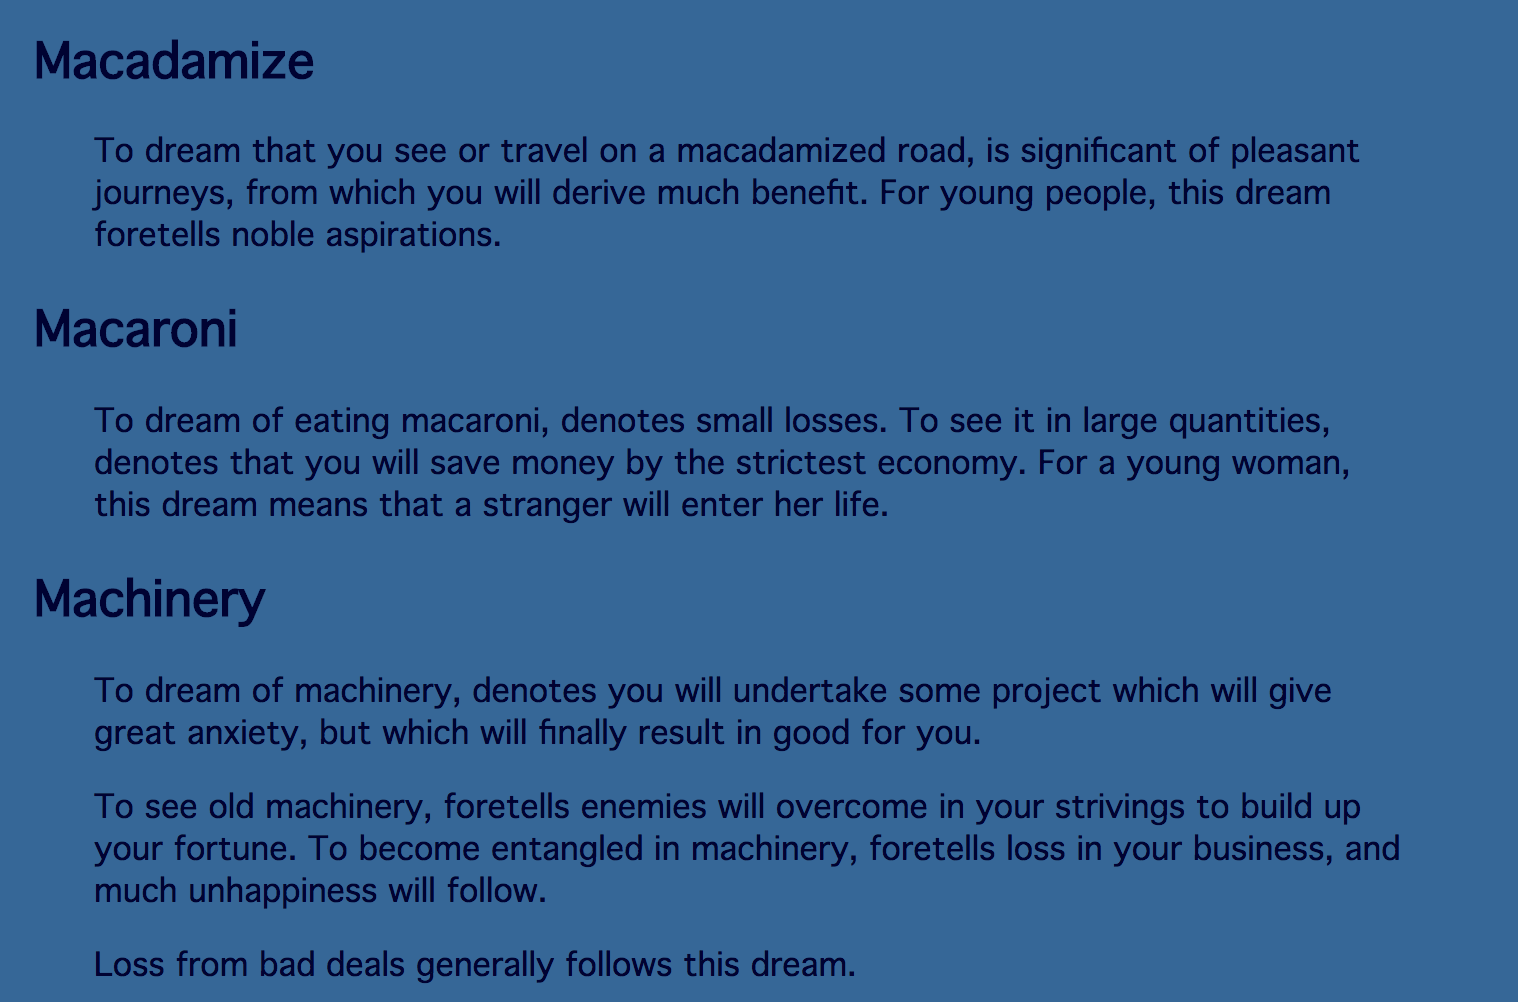 Macadamize
To dream that you see or travel on a macadamized road, is significant of pleasant
journeys, from which you will derive much benefit. For young people, this dream
foretells noble aspirations.
Macaroni
To dream of eating macaroni, denotes small losses. To see it in large quantities,
denotes that you will save money by the strictest economy. For a young woman,
this dream means that a stranger will enter her life.
Machinery
To dream of machinery, denotes you will undertake some project which will give
great anxiety, but which will finally result in good for you.
To see old machinery, foretells enemies will overcome in your strivings to build up
your fortune. To become entangled in machinery, foretells loss in your business, and
much unhappiness will follow.
Loss from bad deals generally follows this dream.